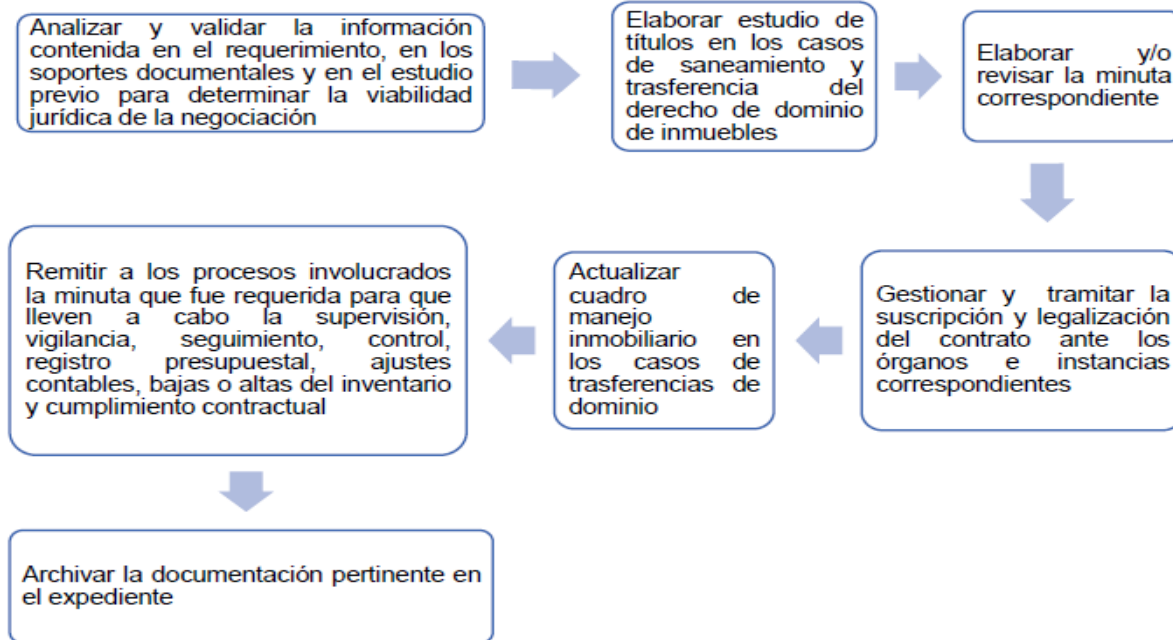 Analizar y validar la información
contenida en el requerimiento, en los
soportes documentales y en el estudio
previo para determinar la viabilidad
jurídica de la negociación
Elaborar estudio de
títulos en los casos
de saneamiento y
trasferencia del
derecho de dominio
de inmuebles
Elaborar y/o
revisar la minuta
correspondiente
Gestionar y tramitar la
suscripción y legalización
del contrato ante los
órganos e instancias
correspondientes
Actualizar
cuadro de
manejo
inmobiliario en
los casos de
trasferencias de
dominio
Remitir a los procesos involucrados
la minuta que fue requerida para que
lleven a cabo la supervisión,
vigilancia, seguimiento, control,
registro presupuestal, ajustes
contables, bajas o altas del inventario
y cumplimiento contractual
Archivar la documentación pertinente en
el expediente